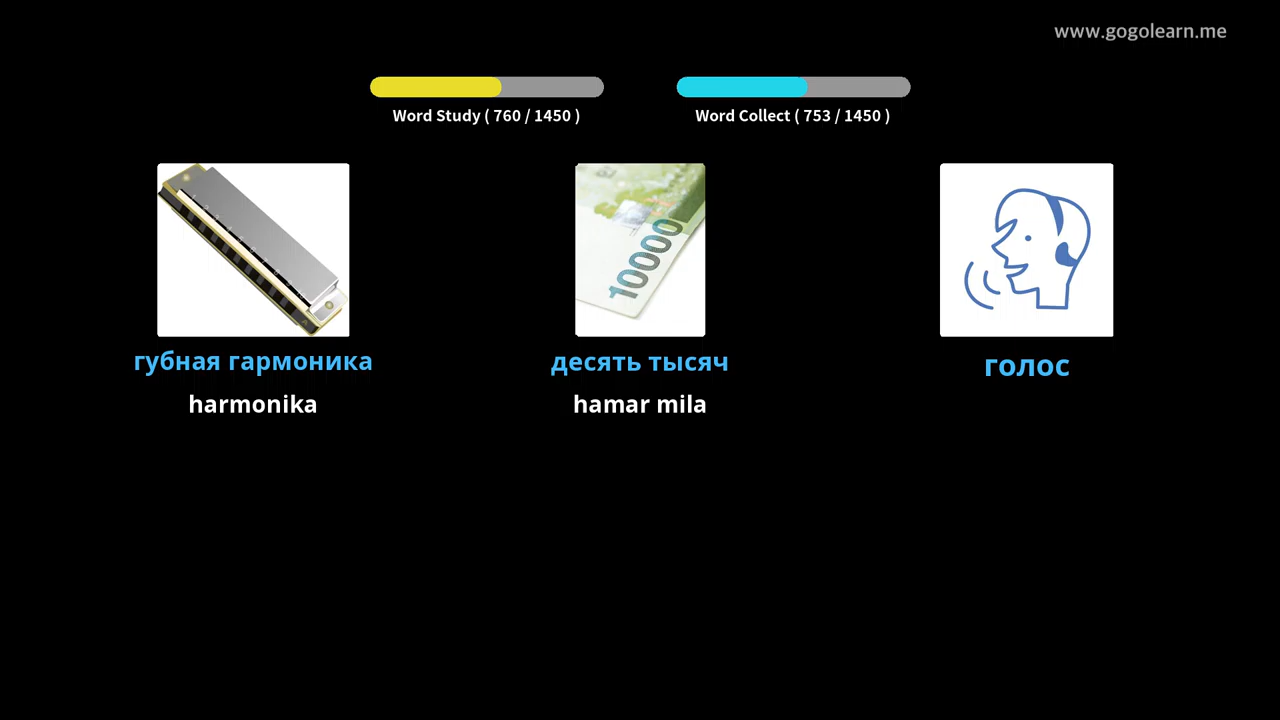 www.gogolearn.me
Word Study ( 760 / 1450 )
Word Collect ( 753 / 1450 )
10000
губная гармоника
десять тысяч
голос
harmonika
hamar mila